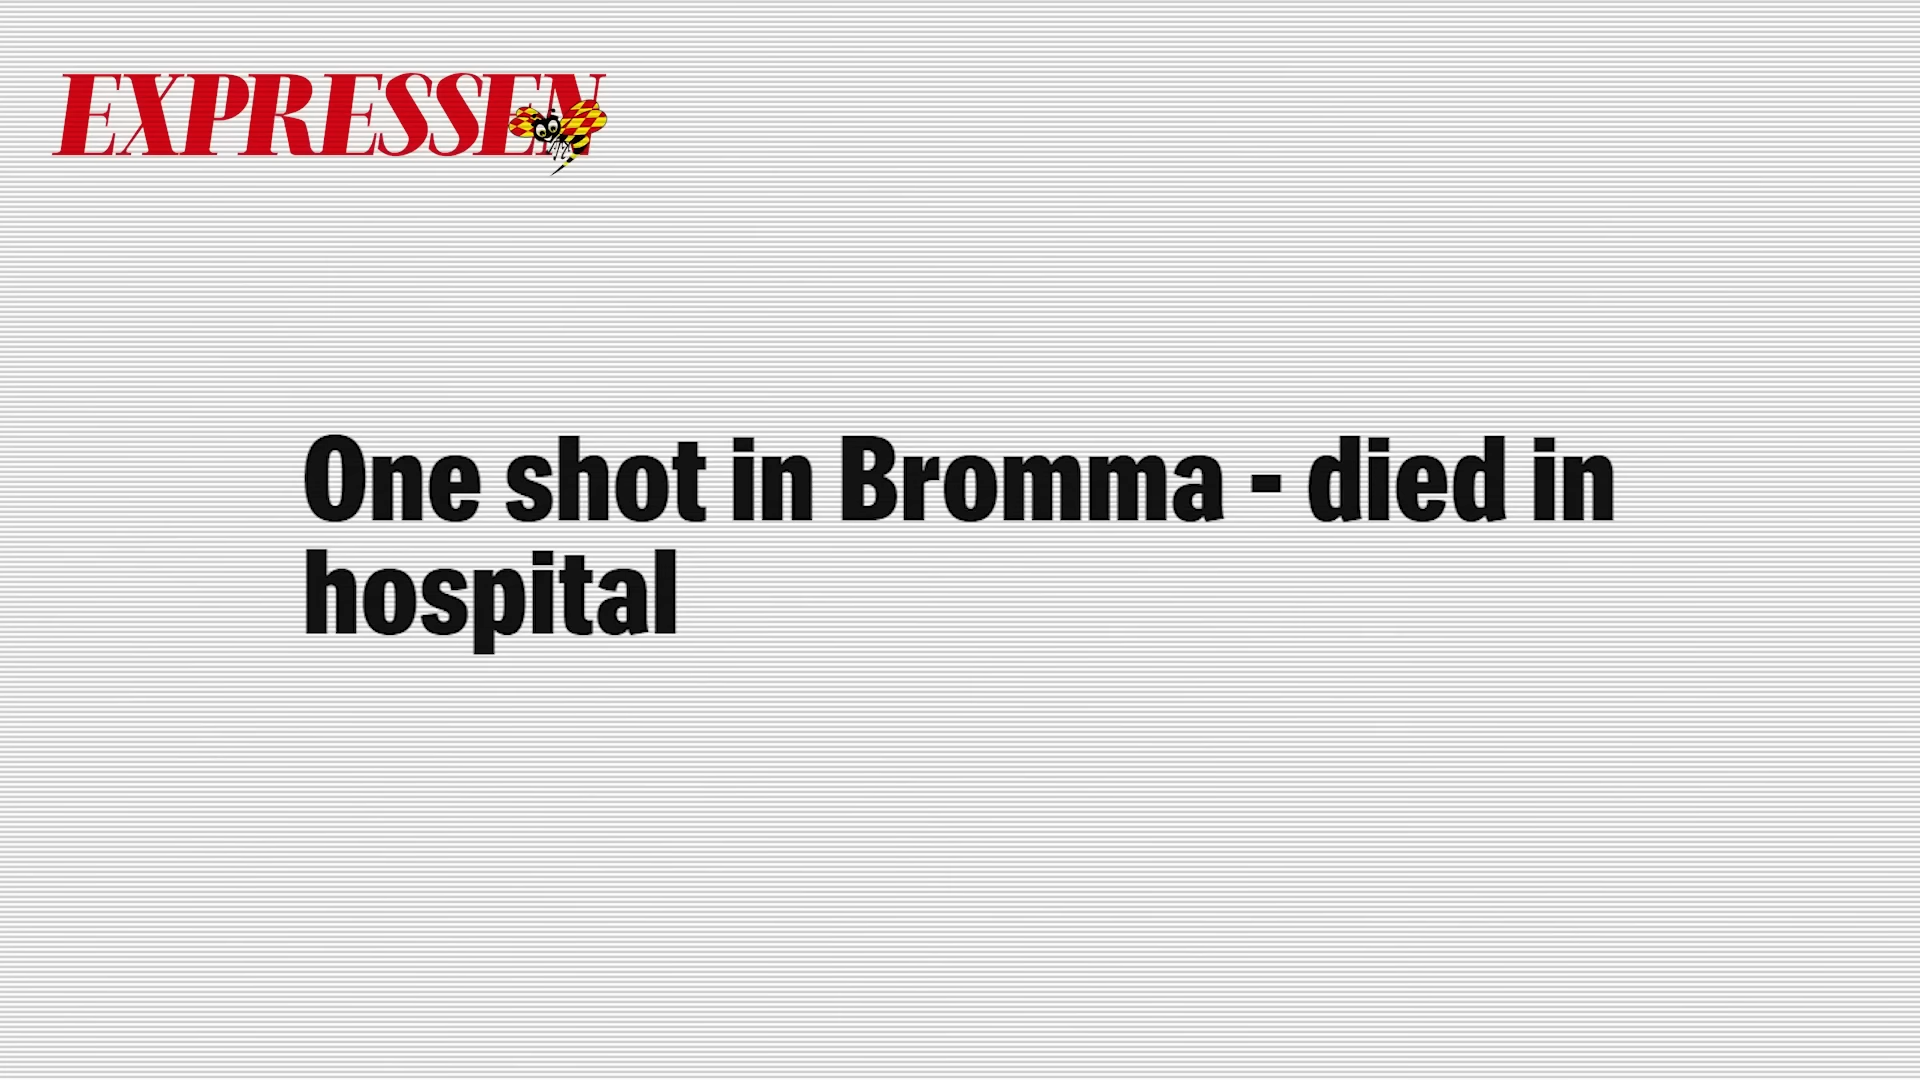 EXPRESSEN
One shot in Bromma - died in
hospital